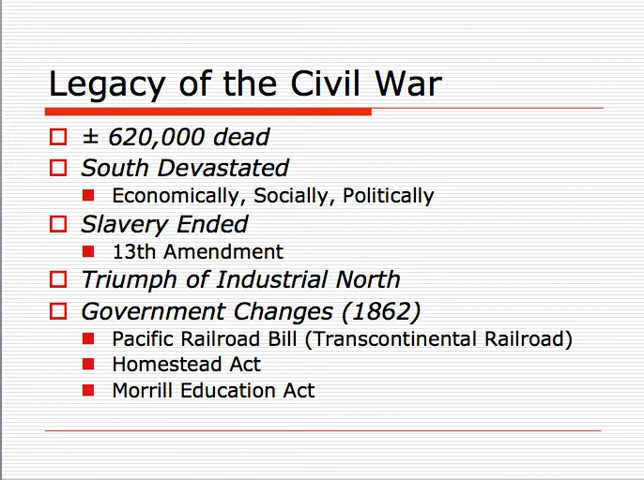 Legacy of the Civil War
± 620,000 dead
South Devastated
Economically, Socially, Politically
Slavery Ended
13th Amendment
Triumph of Industrial North
Government Changes (1862)
Pacific Railroad Bill (Transcontinental Railroad)
Homestead Act
Morrill Education Act